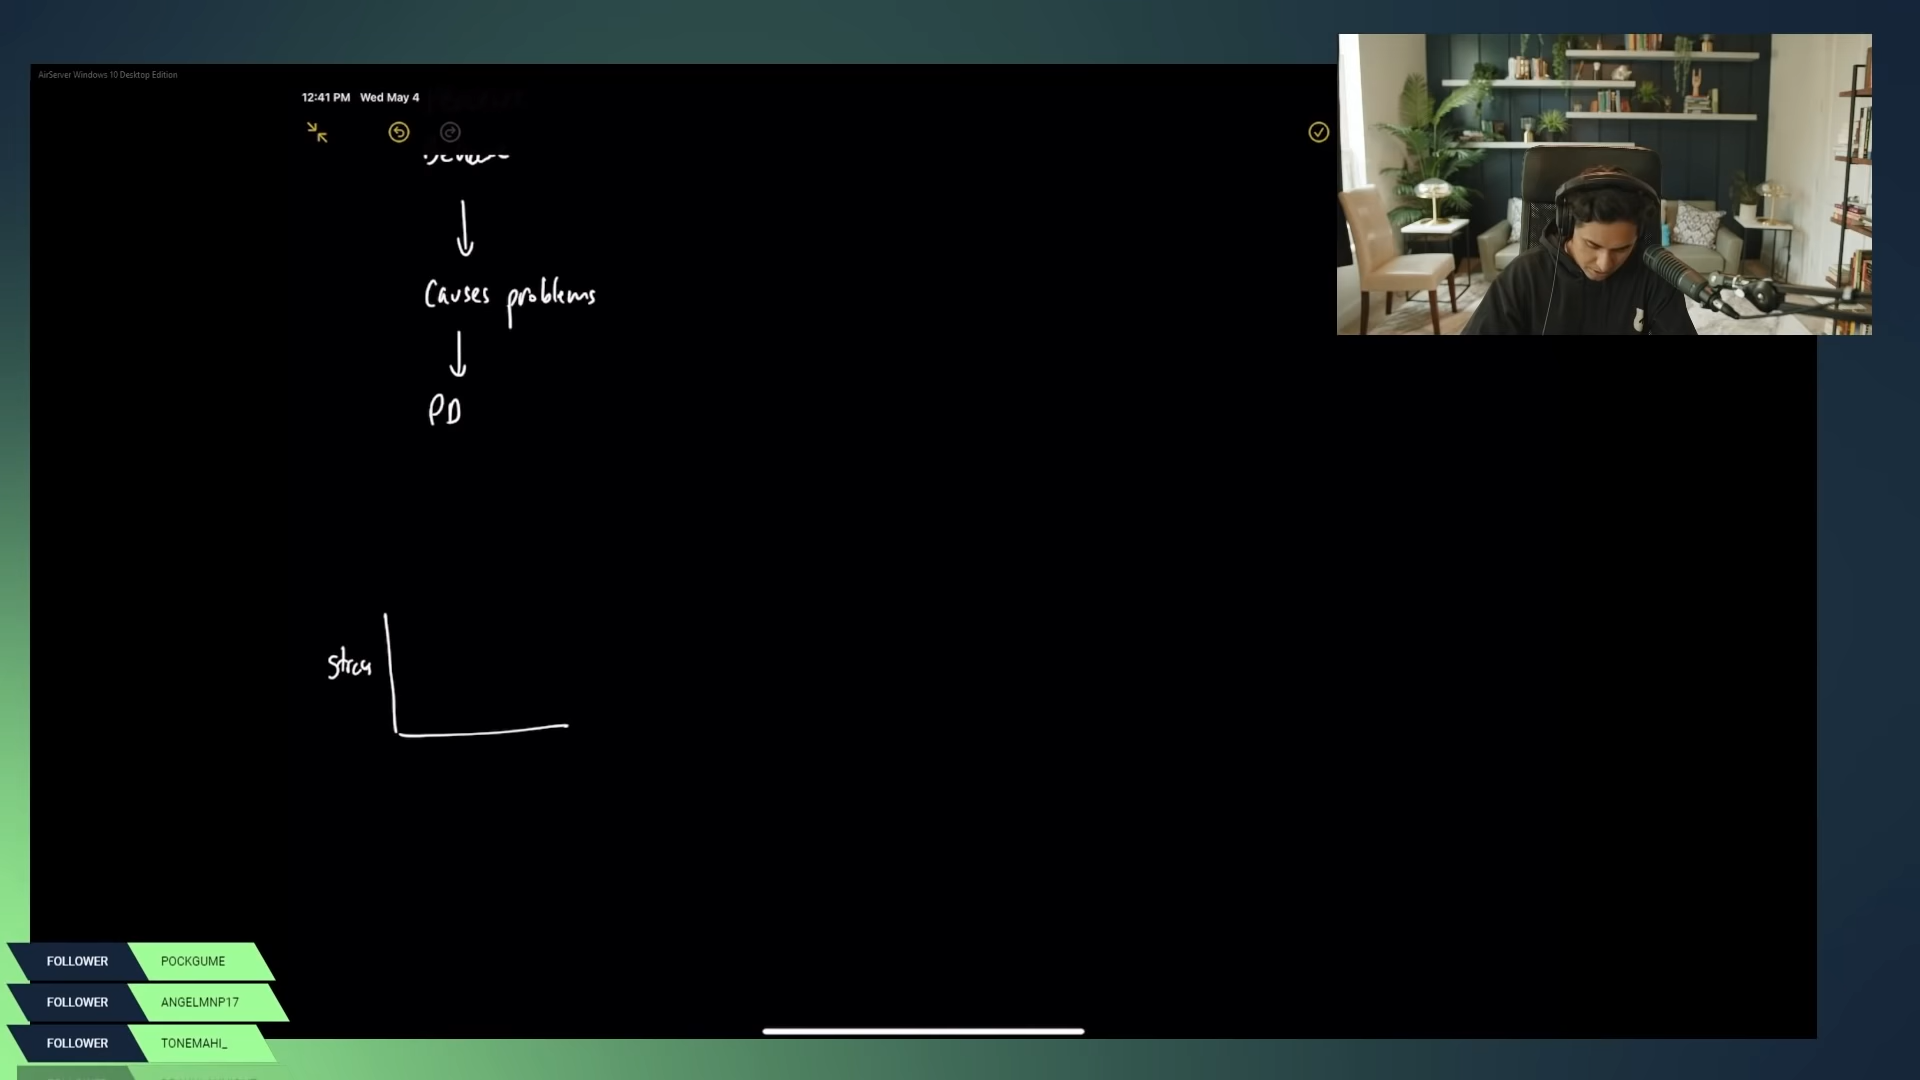 AirServer Windows 10 Desktop Edition
12:41 PM Wed May 4
Causes problems
PD
FOLLOWER POCKGUME
FOLLOWER ANGELMNP17
FOLLOWER TONEMAHI_